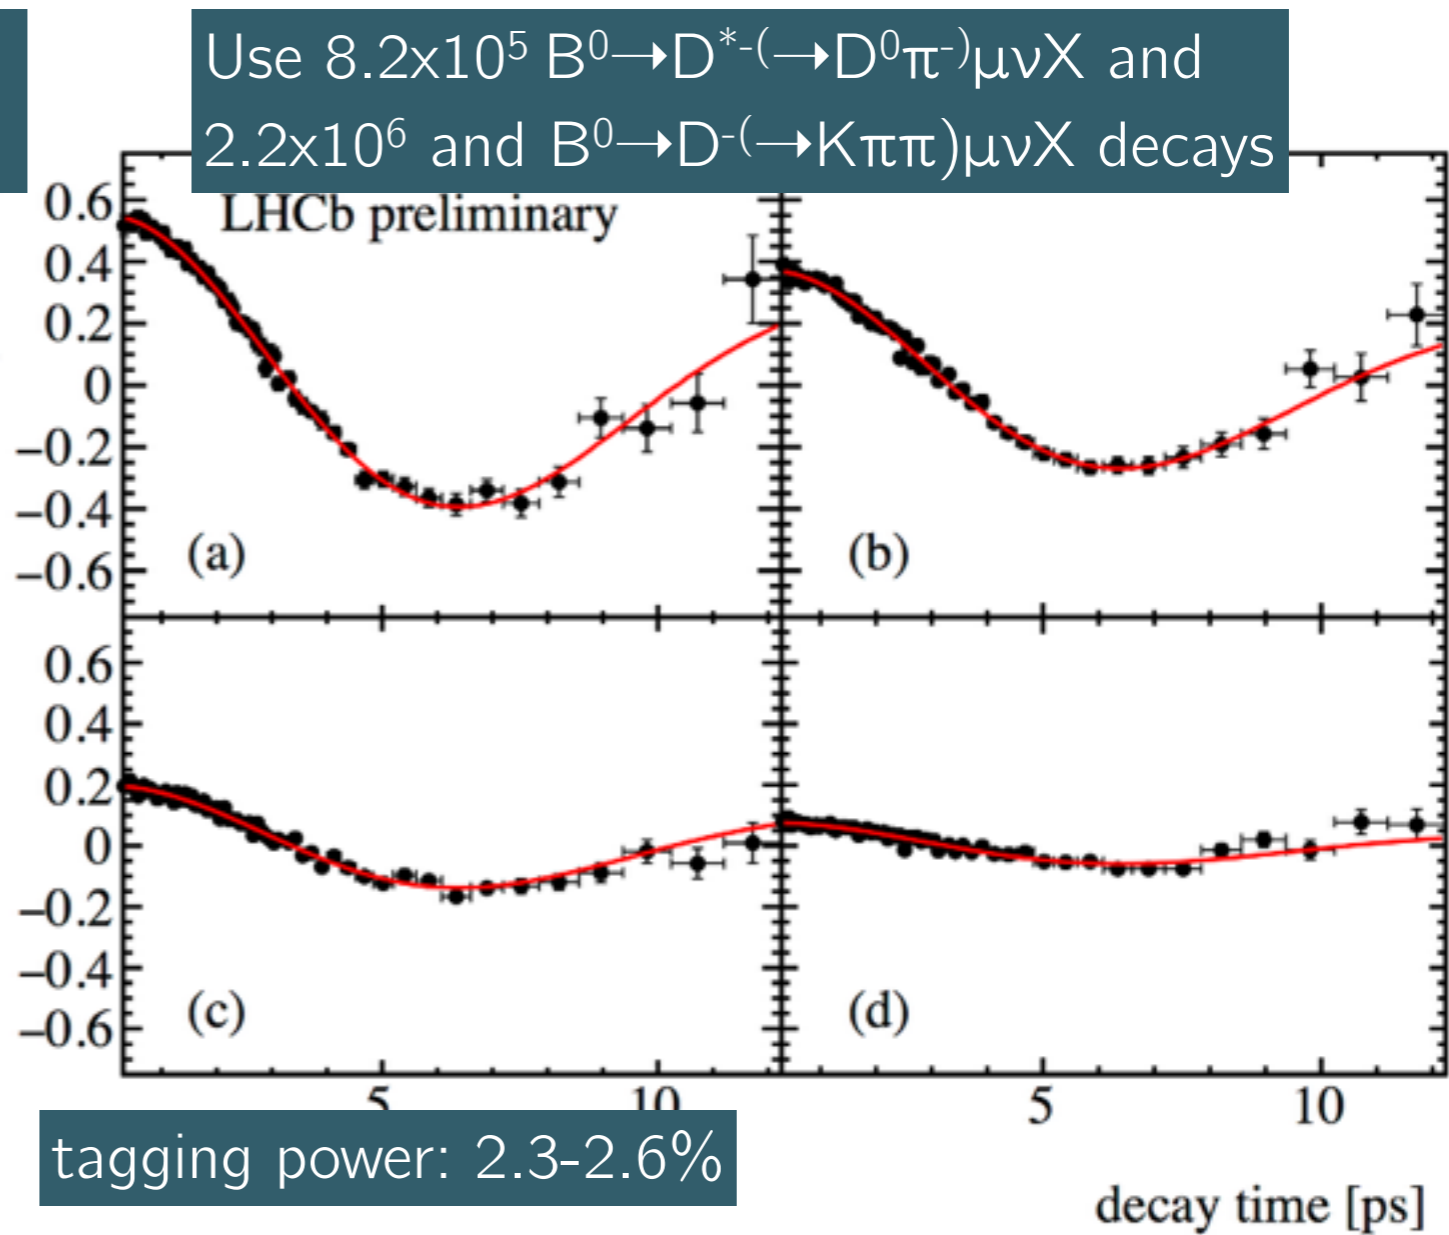 Use 8.2x10⁵ B⁰→D*⁻⁽→D⁰π⁻⁾μνX and
2.2x10⁶ and B⁰→D⁻⁽→Kππ)μνX decays
LHCb preliminary
0.6
0.4
0.2
0
−0.2
−0.4
−0.6
(a)
(b)
0.6
0.4
0.2
0
−0.2
−0.4
−0.6
(c)
(d)
5
10
5
10
tagging power: 2.3-2.6%
decay time [ps]